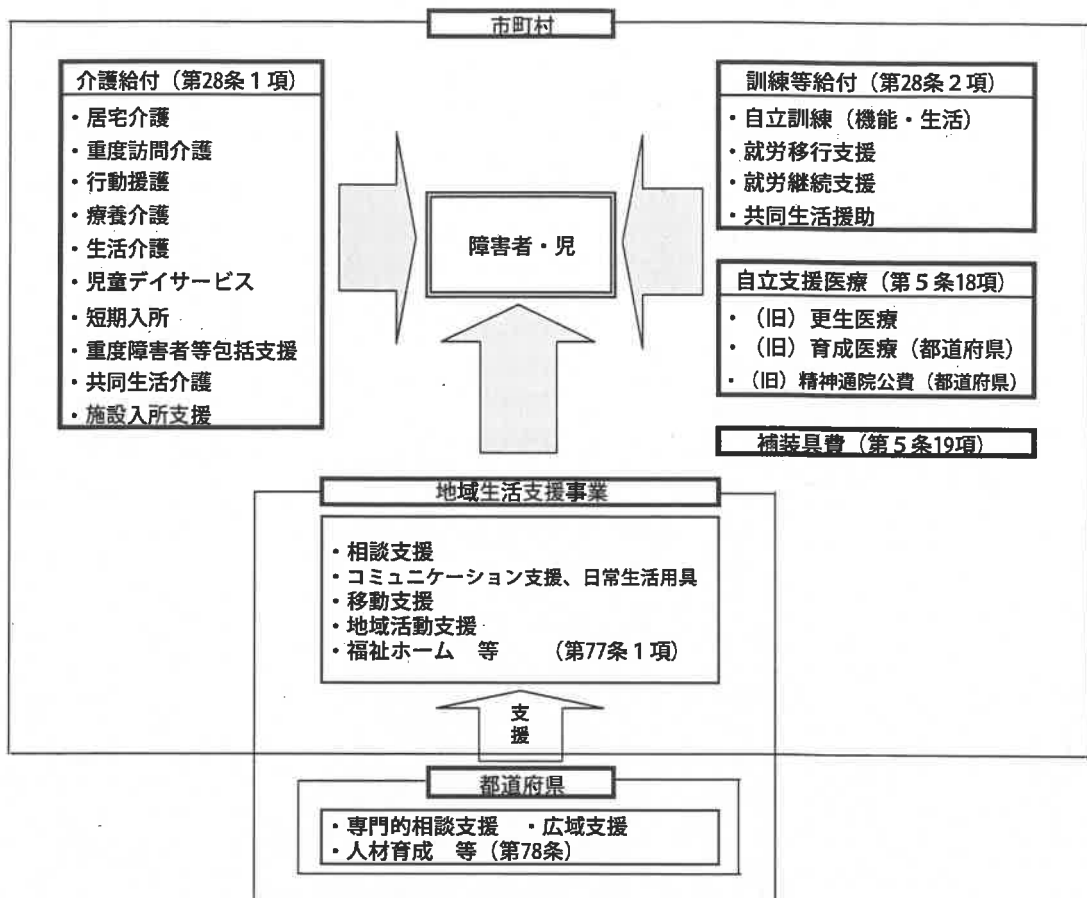 市町村
介護給付（第28条１項）
・居宅介護
・重度訪問介護
・行動援護
・療養介護
・生活介護
・児童デイサービス
・短期入所
・重度障害者等包括支援
・共同生活介護
・施設入所支援
障害者・児
訓練等給付（第28条２項）
・自立訓練（機能・生活）
・就労移行支援
・就労継続支援
・共同生活援助
自立支援医療（第５条18項）
・（旧）更生医療
・（旧）育成医療（都道府県）
・（旧）精神通院公費（都道府県）
補装具費（第５条19項）
地域生活支援事業
・相談支援
・コミュニケーション支援、日常生活用具
・移動支援
・地域活動支援
・福祉ホーム　等　　（第77条１項）
支援
都道府県
・専門的相談支援　・広域支援
・人材育成　等（第78条）